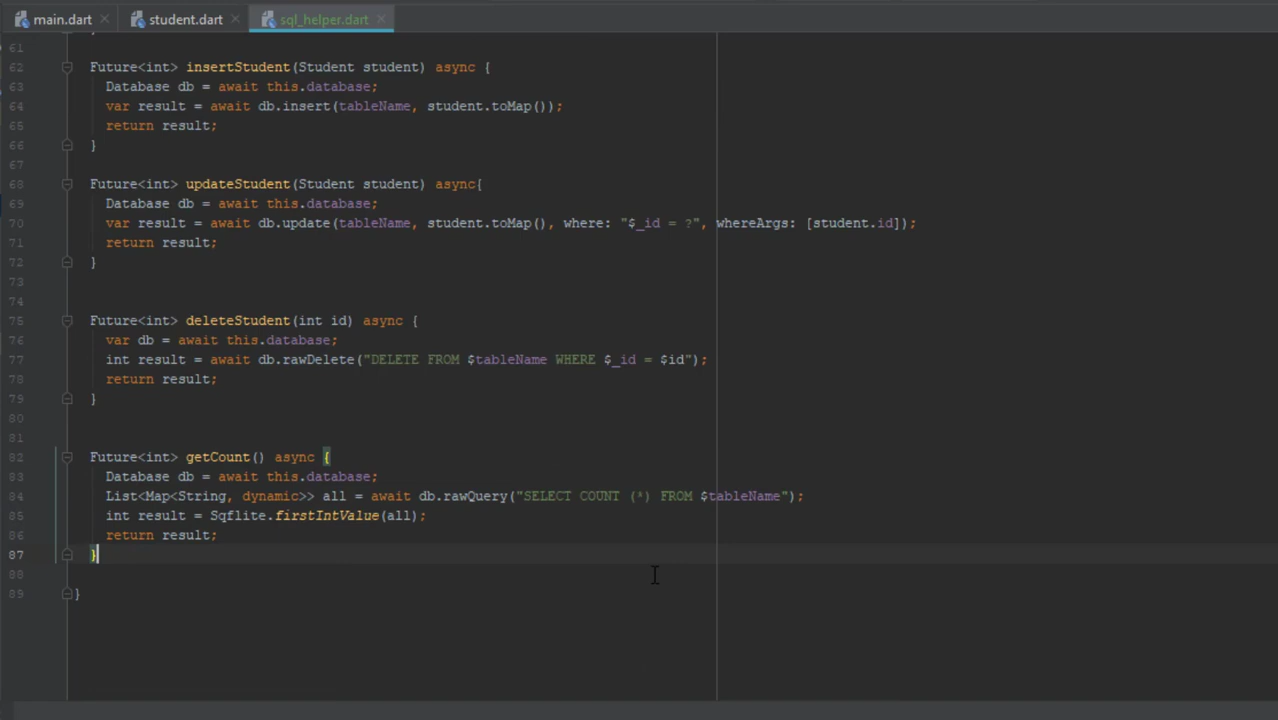 main.dart student.dart sql_helper.dart
61
62 Future<int> insertStudent(Student student) async {
63 Database db = await this.database;
64 var result = await db.insert(tableName, student.toMap());
65 return result;
66 }
67
68 Future<int> updateStudent(Student student) async{
69 Database db = await this.database;
70 var result = await db.update(tableName, student.toMap(), where: "$_id = ?", whereArgs: [student.id]);
71 return result;
72 }
73
74
75 Future<int> deleteStudent(int id) async {
76 var db = await this.database;
77 int result = await db.rawDelete("DELETE FROM $tableName WHERE $_id = $id");
78 return result;
79 }
80
81
82 Future<int> getCount() async {
83 Database db = await this.database;
84 List<Map<String, dynamic>> all = await db.rawQuery("SELECT COUNT (*) FROM $tableName");
85 int result = Sqflite.firstIntValue(all);
86 return result;
87 }
88
89 }